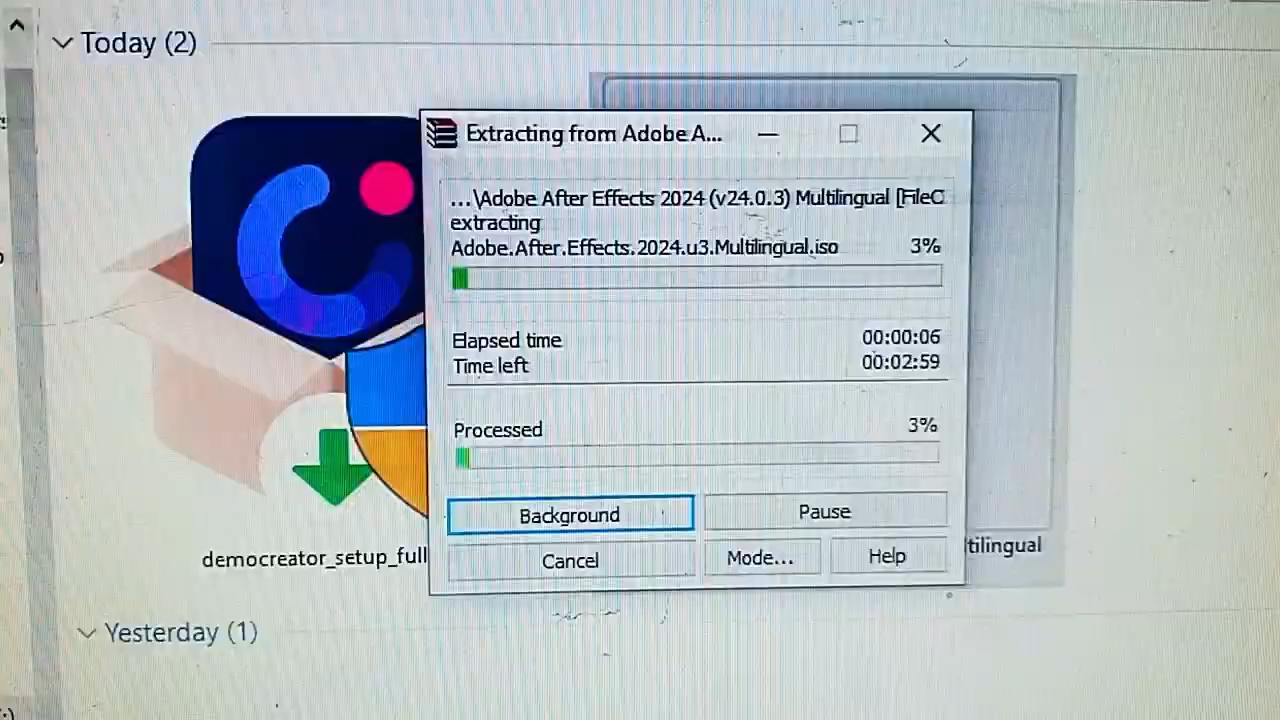 Today (2)
Extracting from Adobe A...
...\Adobe After Effects 2024 (v24.0.3) Multilingual [FileC
extracting
Adobe.After.Effects.2024.u3.Multilingual.iso 3%
Elapsed time 00:00:06
Time left 00:02:59
Processed 3%
Background Pause
Cancel Mode... Help
democreator_setup_full
tilingual
Yesterday (1)